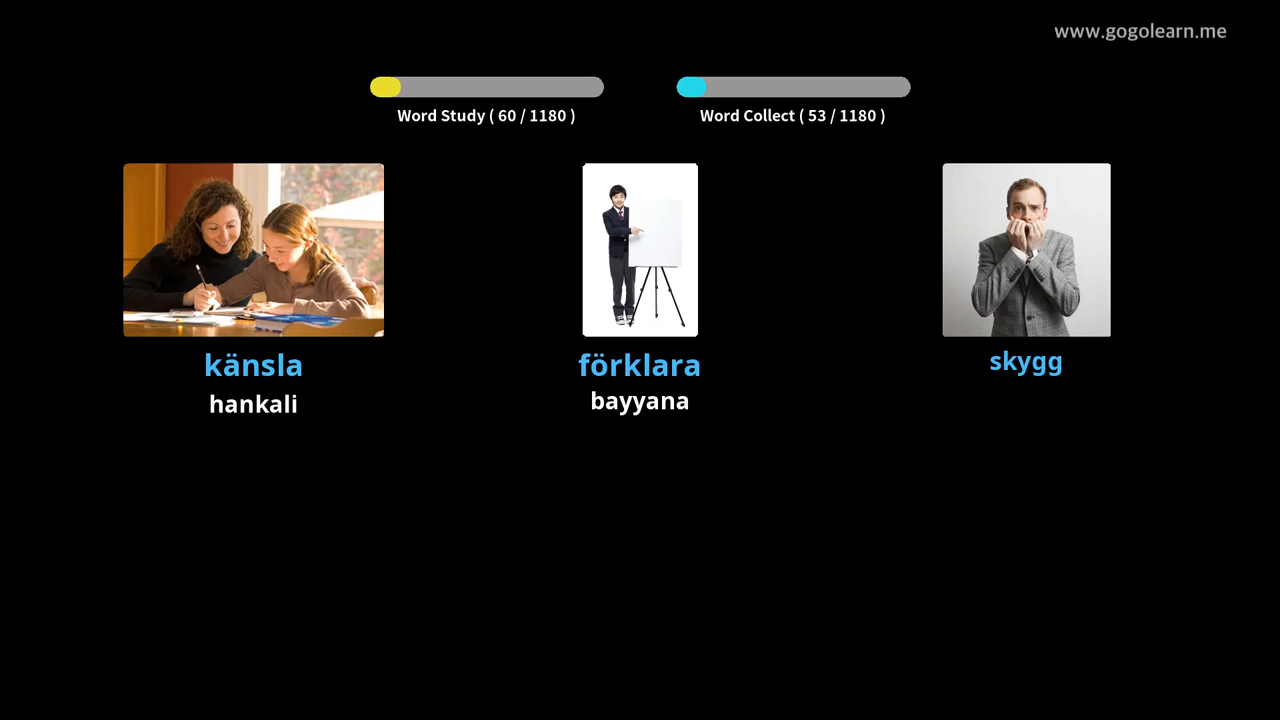 www.gogolearn.me
Word Study ( 60 / 1180 )
Word Collect ( 53 / 1180 )
känsla
hankali
förklara
bayyana
skygg